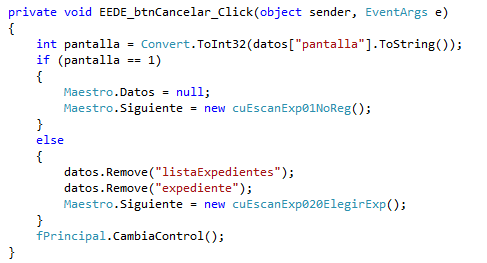 private void EEDE_btnCancelar_Click(object sender, EventArgs e)
{
    int pantalla = Convert.ToInt32(datos["pantalla"].ToString());
    if (pantalla == 1)
    {
        Maestro.Datos = null;
        Maestro.Siguiente = new cuEscanExp01NoReg();
    }
    else
    {
        datos.Remove("listaExpedientes");
        datos.Remove("expediente");
        Maestro.Siguiente = new cuEscanExp020ElegirExp();
    }
    fPrincipal.CambiaControl();
}